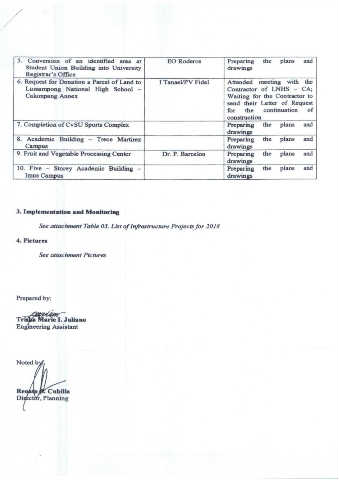 5. Conversion of an identified area at EO Roderos Preparing the plans and
Student Union Building into University drawings
Registrar's Office
6. Request for Donation a Parcel of Land to I Tanael/PV Fidel Attended meeting with the
Lumampong National High School – Contractor of LNHS – CA;
Calumpang Annex Waiting for the Contractor to
send their Letter of Request
for the continuation of
construction
7. Completion of CvSU Sports Complex Preparing the plans and
drawings
8. Academic Building – Trece Martirez Preparing the plans and
Campus drawings
9. Fruit and Vegetable Processing Center Dr. P. Barcelon Preparing the plans and
drawings
10. Five – Storey Academic Building – Preparing the plans and
Imus Campus drawings
3. Implementation and Monitoring
See attachment Table 03. List of Infrastructure Projects for 2018
4. Pictures
See attachment Pictures
Prepared by:
Marie I. Juliano
Engineering Assistant
Noted by:
Cubilla
Director, Planning